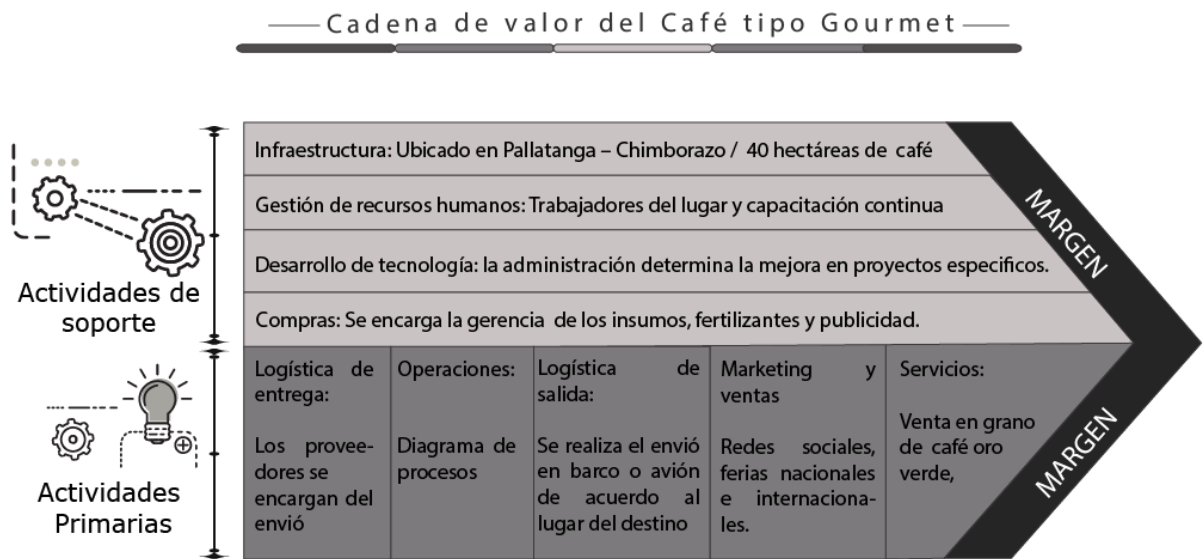 Cadena de valor del Café tipo Gourmet
Infraestructura: Ubicado en Pallatanga – Chimborazo / 40 hectáreas de café
Gestión de recursos humanos: Trabajadores del lugar y capacitación continua
Desarrollo de tecnología: la administración determina la mejora en proyectos especificos.
Compras: Se encarga la gerencia de los insumos, fertilizantes y publicidad.
MARGEN
Actividades de
soporte
Logística de
entrega:
Los provee-
dores se
encargan del
envió
Operaciones:
Diagrama de
procesos
Logística de
salida:
Se realiza el envió
en barco o avión
de acuerdo al
lugar del destino
Marketing y
ventas
Redes sociales,
ferias nacionales
e internaciona-
les.
Servicios:
Venta en grano
de café oro
verde,
MARGEN
Actividades
Primarias